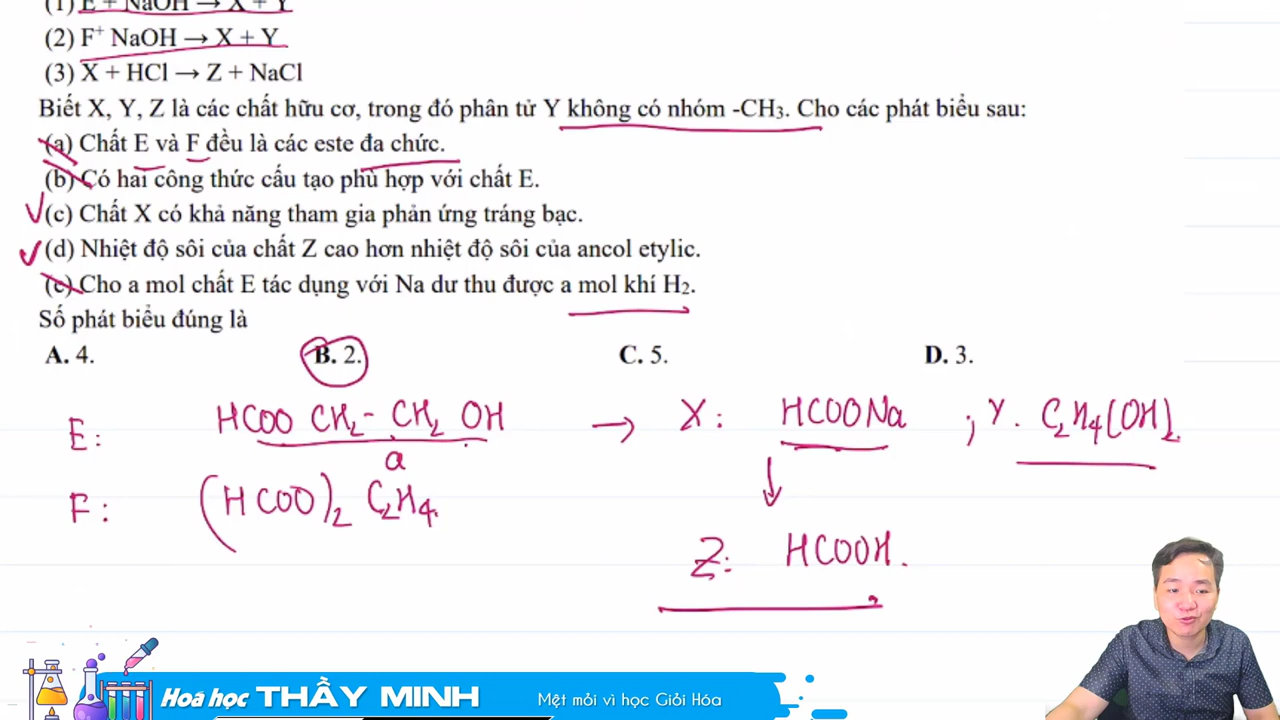 (1) E + NaOH → X + Y
(2) F⁺ NaOH → X + Y
(3) X + HCl → Z + NaCl
Biết X, Y, Z là các chất hữu cơ, trong đó phân tử Y không có nhóm -CH₃. Cho các phát biểu sau:
(a) Chất E và F đều là các este đa chức.
(b) Có hai công thức cấu tạo phù hợp với chất E.
(c) Chất X có khả năng tham gia phản ứng tráng bạc.
(d) Nhiệt độ sôi của chất Z cao hơn nhiệt độ sôi của ancol etylic.
(e) Cho a mol chất E tác dụng với Na dư thu được a mol khí H₂.
Số phát biểu đúng là
A. 4. B. 2. C. 5. D. 3.
E: HCOO CH₂- CH₂ OH → X: HCOONa ; Y. C₂H₄(OH)₂
a
F: (HCOO)₂ C₂H₄.
Z: HCOOH.
Hoá học THẦY MINH Mệt mỏi vì học Giỏi Hóa